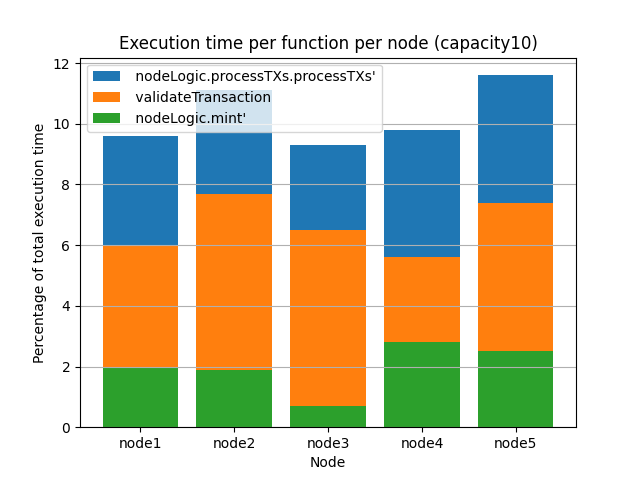 Execution time per function per node (capacity10)
nodeLogic.processTXs.processTXs'
validateTransaction
nodeLogic.mint'
Percentage of total execution time
12
10
8
6
4
2
0
node1 node2 node3 node4 node5
Node